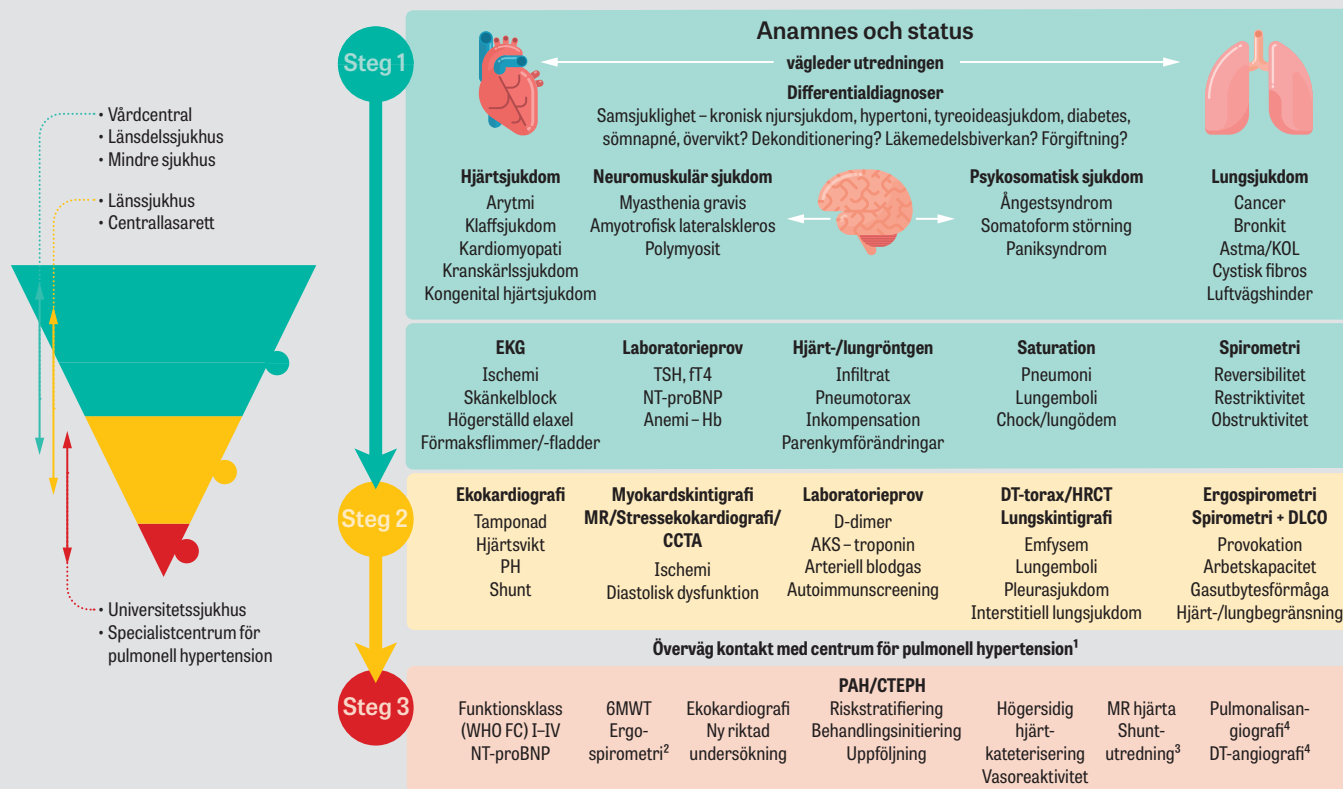 Steg 1
Anamnes och status
vägleder utredningen
Differentialdiagnoser
Samsjuklighet – kronisk njursjukdom, hypertoni, tyreoideasjukdom, diabetes,
sömnapné, övervikt? Dekonditionering? Läkemedelsbiverkan? Förgiftning?
Hjärtsjukdom
Arytmi
Klaffsjukdom
Kardiomyopati
Kranskärlssjukdom
Kongenital hjärtsjukdom
Neuromuskulär sjukdom
Myasthenia gravis
Amyotrofisk lateralskleros
Polymyosit
Psykosomatisk sjukdom
Ångestsyndrom
Somatoform störning
Paniksyndrom
Lungsjukdom
Cancer
Bronkit
Astma/KOL
Cystisk fibros
Luftvägshinder
• Vårdcentral
• Länsdelssjukhus
• Mindre sjukhus
• Länssjukhus
• Centrallasarett
EKG
Ischemi
Skänkelblock
Högerställd elaxel
Förmaksflimmer/-fladder
Laboratorieprov
TSH, fT4
NT-proBNP
Anemi – Hb
Hjärt-/lungröntgen
Infiltrat
Pneumotorax
Inkompensation
Parenkymförändringar
Saturation
Pneumoni
Lungemboli
Chock/lungödem
Spirometri
Reversibilitet
Restriktivitet
Obstruktivitet
Steg 2
Ekokardiografi
Tamponad
Hjärtsvikt
PH
Shunt
Myokardskintigrafi
MR/Stressekokardiografi/
CCTA
Ischemi
Diastolisk dysfunktion
Laboratorieprov
D-dimer
AKS – troponin
Arteriell blodgas
Autoimmunscreening
DT-torax/HRCT
Lungskintigrafi
Emfysem
Lungemboli
Pleurasjukdom
Interstitiell lungsjukdom
Ergospirometri
Spirometri + DLCO
Provokation
Arbetskapacitet
Gasutbytesförmåga
Hjärt-/lungbegränsning
• Universitetssjukhus
• Specialistcentrum för
pulmonell hypertension
Överväg kontakt med centrum för pulmonell hypertension¹
Steg 3
PAH/CTEPH
Funktionsklass
(WHO FC) I–IV
NT-proBNP
6MWT
Ergo-
spirometri²
Ekokardiografi
Ny riktad
undersökning
Riskstratifiering
Behandlingsinitiering
Uppföljning
Högersidig
hjärt-
kateterisering
Vasoreaktivitet
MR hjärta
Shunt-
utredning³
Pulmonalisan-
giografi⁴
DT-angiografi⁴